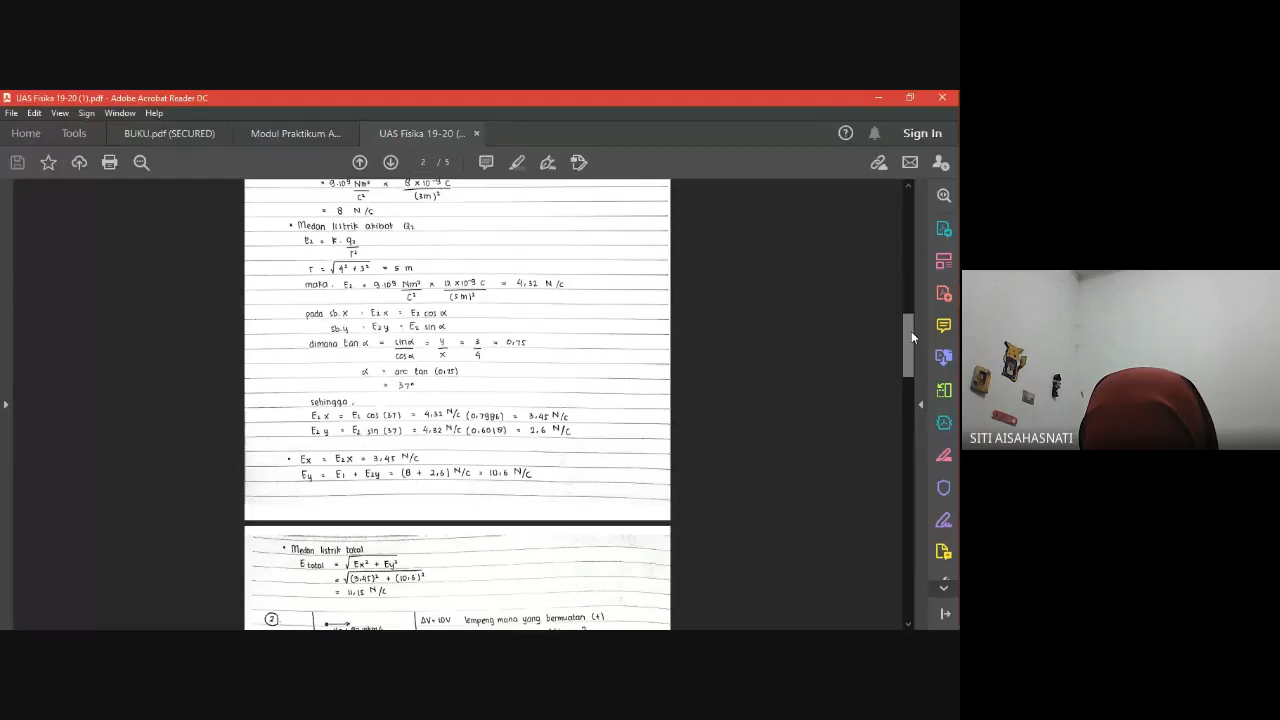 UAS Fisika 19-20 (1).pdf - Adobe Acrobat Reader DC
File Edit View Sign Window Help
Home Tools BUKU.pdf (SECURED) Modul Praktikum A... UAS Fisika 19-20 (... × Sign In
2 / 5
= 9.10⁹ Nm²/C² × 8 × 10⁻⁹ C/(3m)²
= 8 N/C
• Medan listrik akibat Q₂
E₂ = k . q₂/r²
r = √4² + 3² = 5 m
maka, E₂ = 9.10⁹ Nm²/C² × 12 × 10⁻⁹ C/(5m)² = 4,32 N/C
pada sb.x = E₂x = E₂ cos α
sb.y = E₂y = E₂ sin α
dimana tan α = sin α/cos α = y/x = 3/4 = 0,75
α = arc tan (0,75)
= 37°
sehingga,
E₂x = E₂ cos (37) = 4,32 N/C (0,7986) = 3,45 N/C
E₂y = E₂ sin (37) = 4,32 N/C (0,6018) = 2,6 N/C
• Ex = E₂x = 3,45 N/C
Ey = E₁ + E₂y = (8 + 2,6) N/C = 10,6 N/C
• Medan listrik total
E total = √Ex² + Ey²
= √(3,45)² + (10,6)²
= 11,15 N/C
② ΔV = 10V lempeng mana yang bermuatan (+)
SITI AISAHASNATI